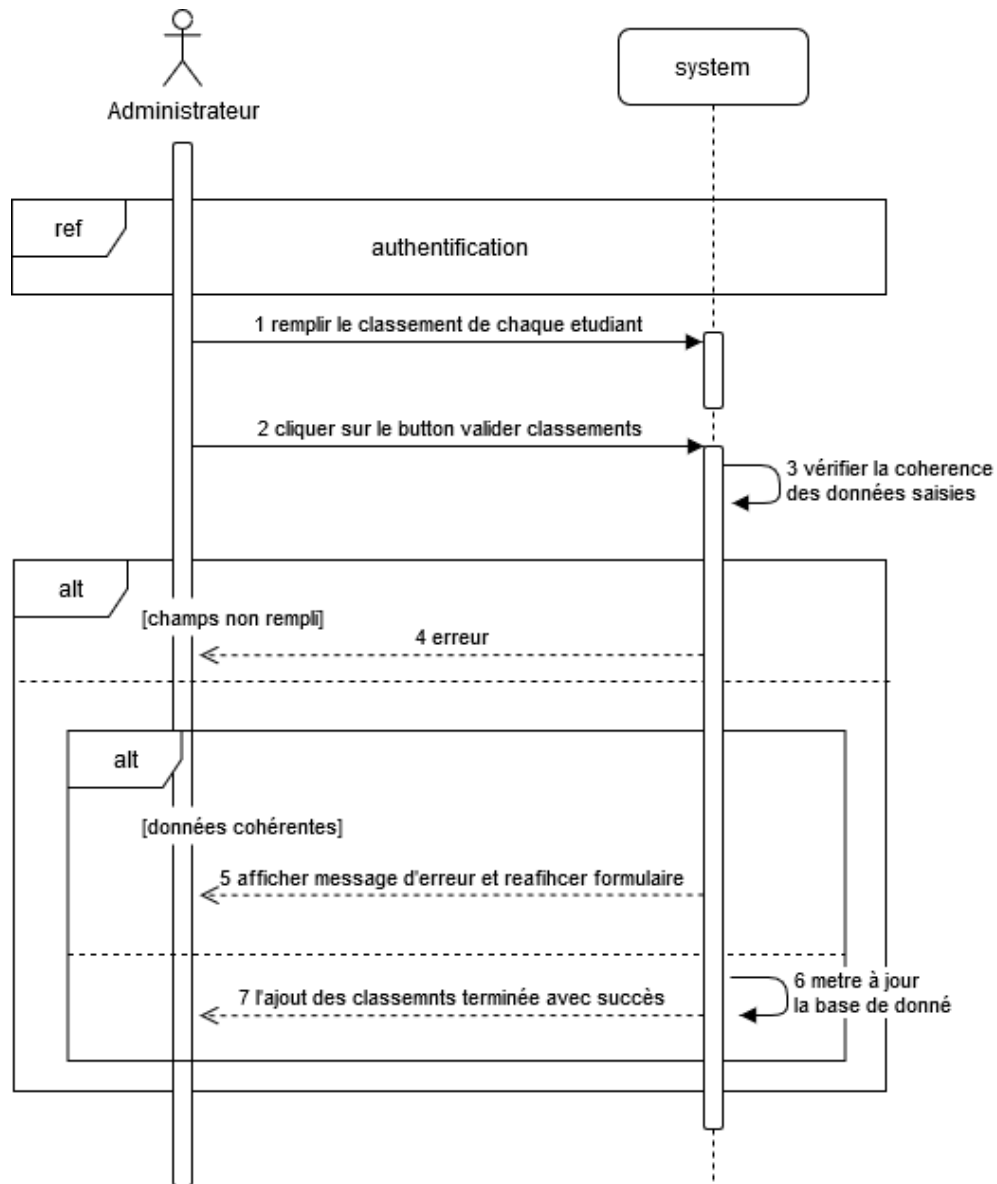 Administrateur
system
ref
authentification
1 remplir le classement de chaque etudiant
2 cliquer sur le button valider classements
3 vérifier la coherence
des données saisies
alt
[champs non rempli]
4 erreur
alt
[données cohérentes]
5 afficher message d'erreur et reafihcer formulaire
6 metre à jour
la base de donné
7 l'ajout des classemnts terminée avec succès